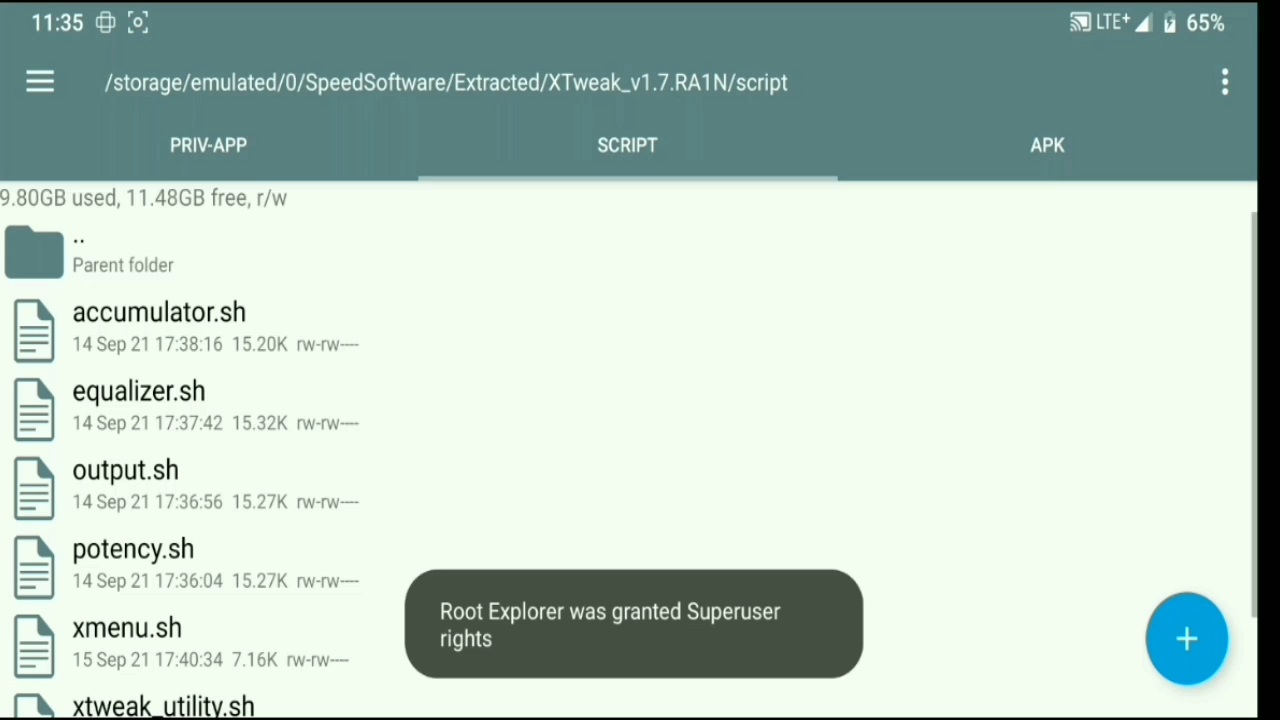 11:35 LTE+ 65%
/storage/emulated/0/SpeedSoftware/Extracted/XTweak_v1.7.RA1N/script
PRIV-APP SCRIPT APK
9.80GB used, 11.48GB free, r/w
..
Parent folder
accumulator.sh
14 Sep 21 17:38:16 15.20K rw-rw----
equalizer.sh
14 Sep 21 17:37:42 15.32K rw-rw----
output.sh
14 Sep 21 17:36:56 15.27K rw-rw----
potency.sh
14 Sep 21 17:36:04 15.27K rw-rw----
xmenu.sh
15 Sep 21 17:40:34 7.16K rw-rw----
xtweak_utility.sh
Root Explorer was granted Superuser
rights